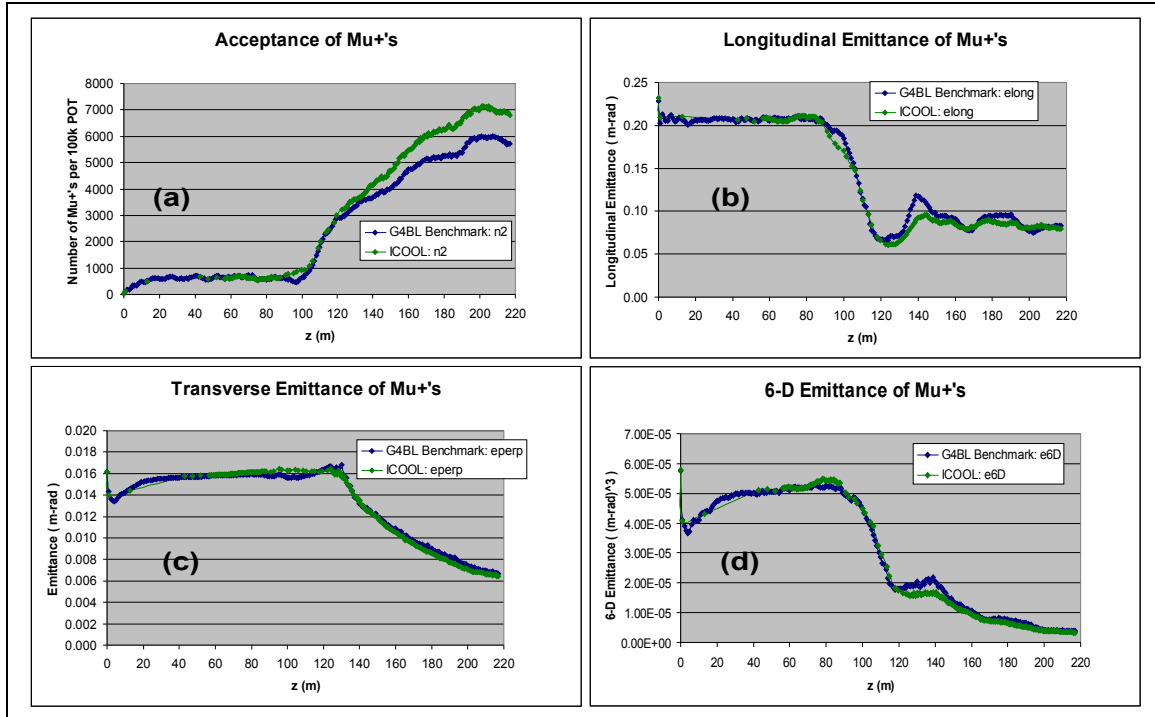 Acceptance of Mu+'s
Number of Mu+'s per 100k POT
8000
7000
6000
5000
4000
3000
2000
1000
0
(a)
G4BL Benchmark: n2
ICOOL: n2
0 20 40 60 80 100 120 140 160 180 200 220
z (m)
Longitudinal Emittance of Mu+'s
Longitudinal Emittance ( m-rad )
0.25
0.20
0.15
0.10
0.05
0.00
(b)
G4BL Benchmark: elong
ICOOL: elong
0 20 40 60 80 100 120 140 160 180 200 220
z (m)
Transverse Emittance of Mu+'s
Emittance ( m-rad )
0.020
0.018
0.016
0.014
0.012
0.010
0.008
0.006
0.004
0.002
0.000
(c)
G4BL Benchmark: eperp
ICOOL: eperp
0 20 40 60 80 100 120 140 160 180 200 220
z (m)
6-D Emittance of Mu+'s
6-D Emittance ( (m-rad)^3 )
7.00E-05
6.00E-05
5.00E-05
4.00E-05
3.00E-05
2.00E-05
1.00E-05
0.00E+00
(d)
G4BL Benchmark: e6D
ICOOL: e6D
0 20 40 60 80 100 120 140 160 180 200 220
z (m)